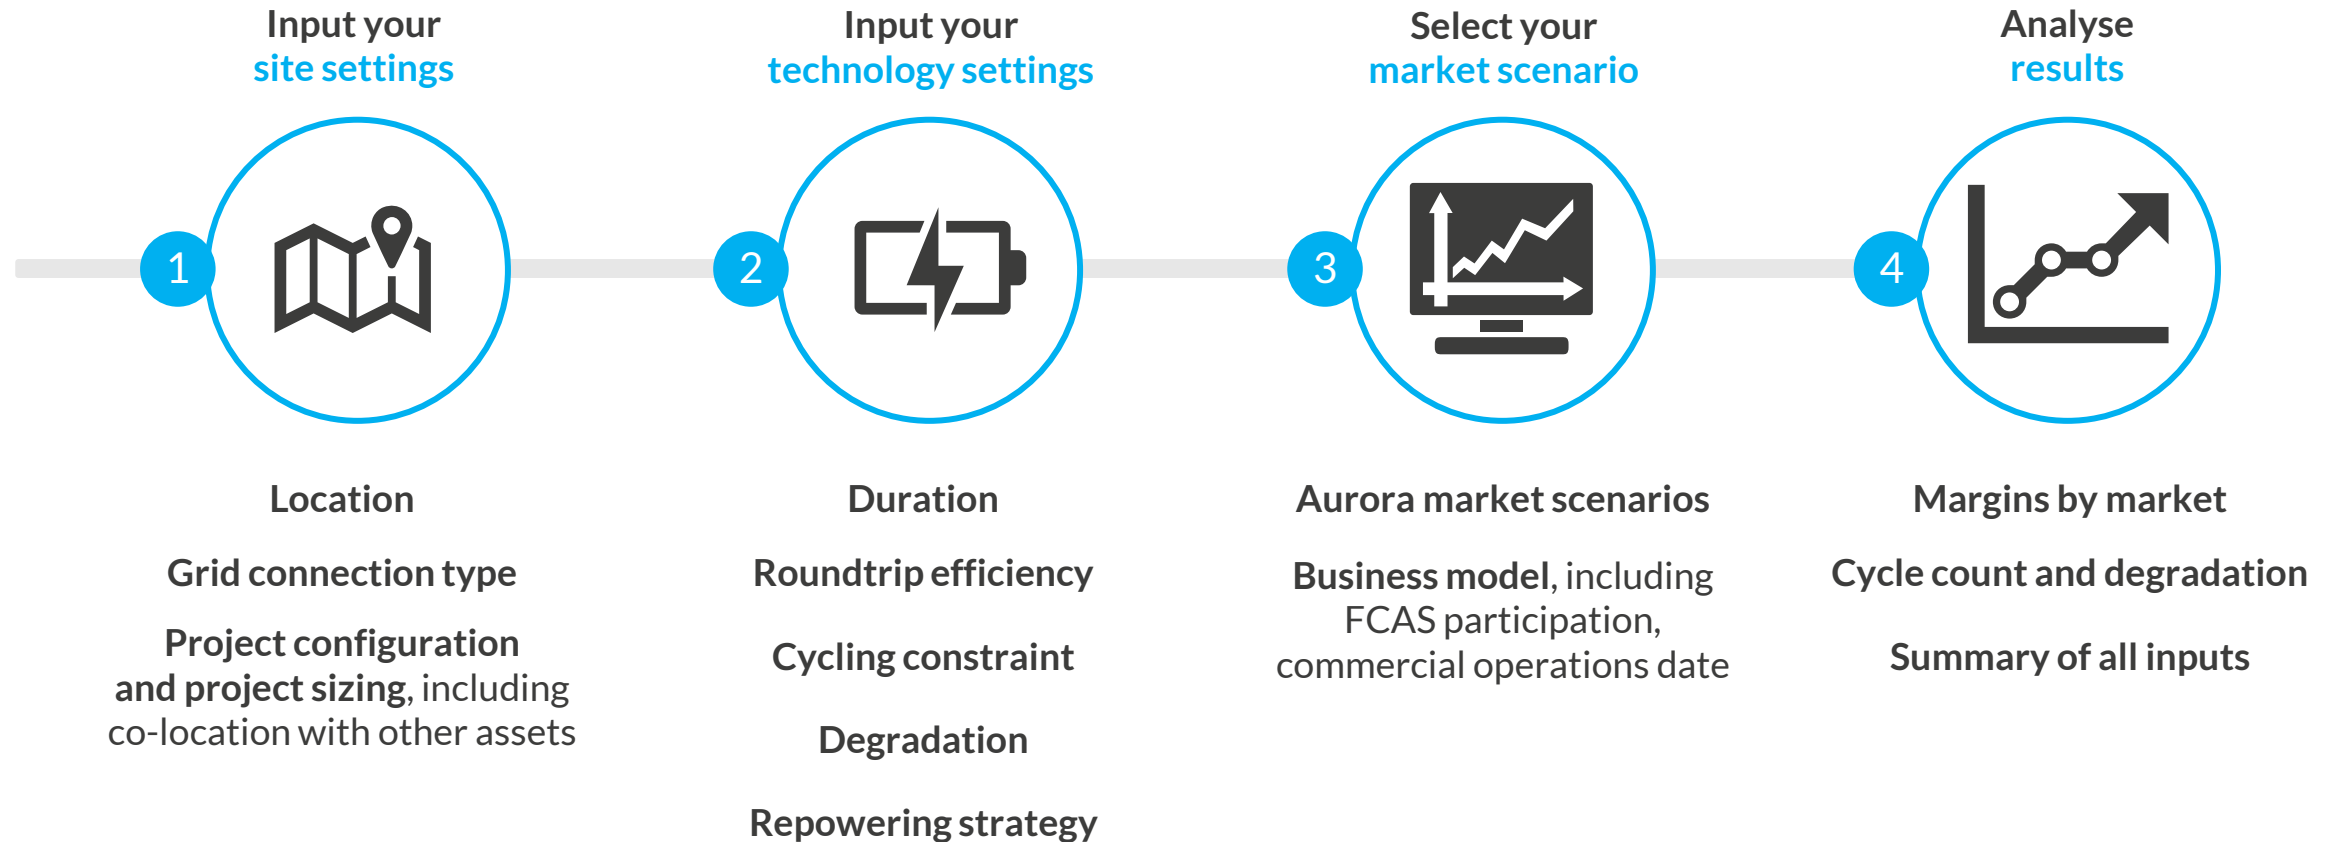 Input your
site settings
1
Location
Grid connection type
Project configuration
and project sizing, including
co-location with other assets
Input your
technology settings
2
Duration
Roundtrip efficiency
Cycling constraint
Degradation
Repowering strategy
Select your
market scenario
3
Aurora market scenarios
Business model, including
FCAS participation,
commercial operations date
Analyse
results
4
Margins by market
Cycle count and degradation
Summary of all inputs